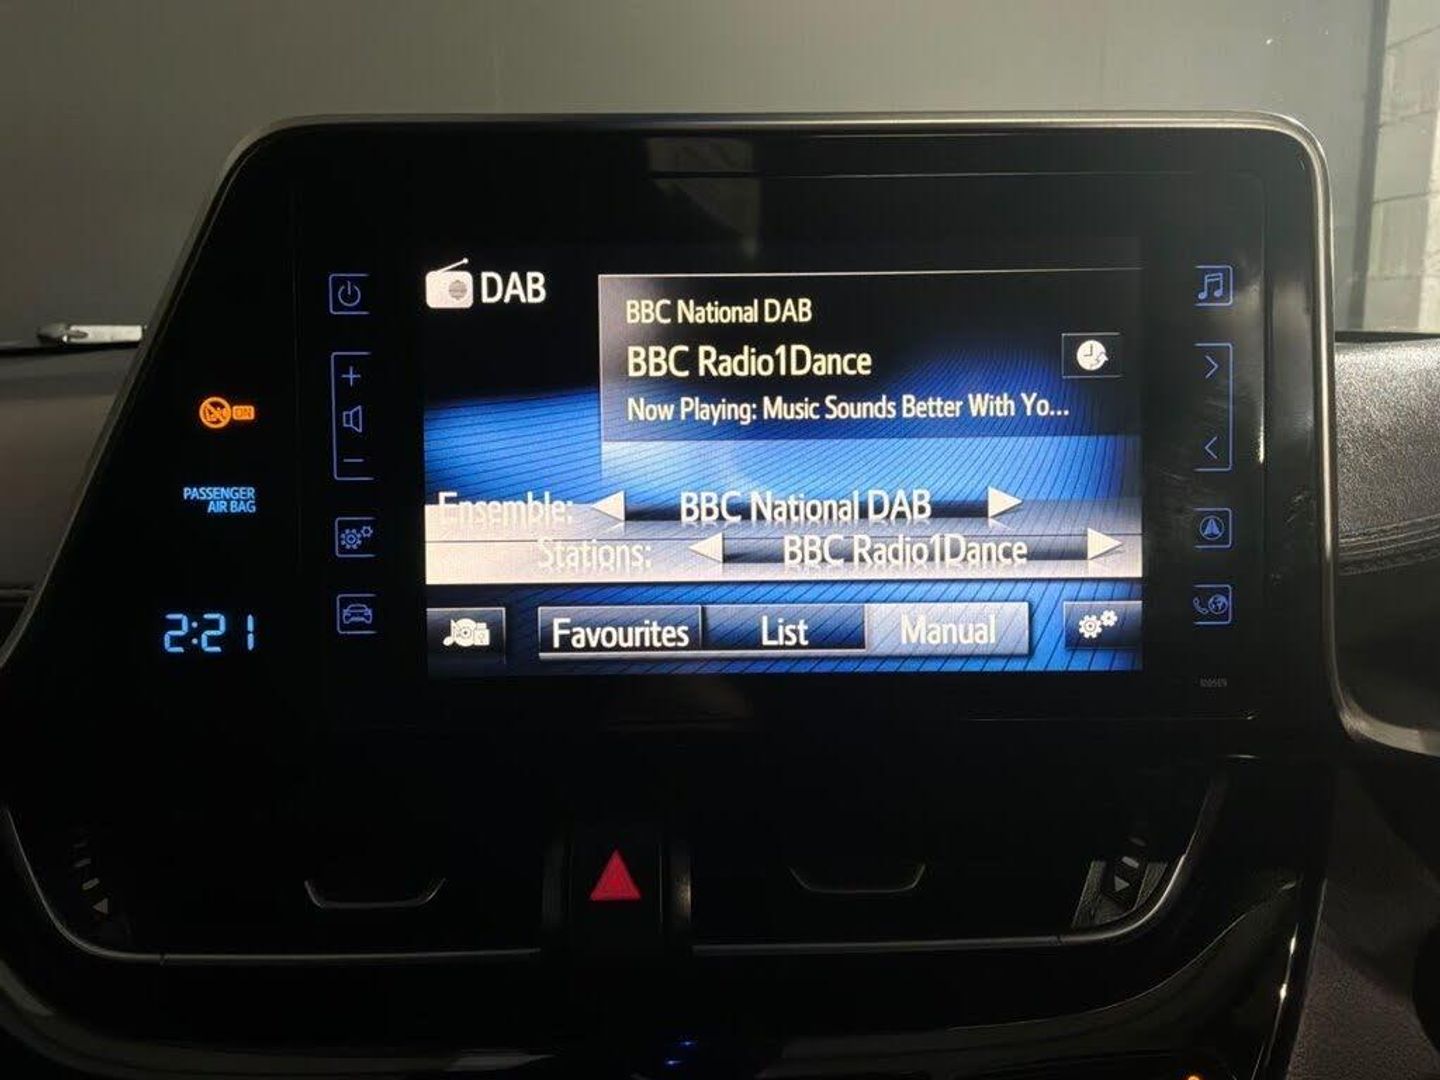 DAB
BBC National DAB
BBC Radio1Dance
Now Playing: Music Sounds Better With Yo...
ON
PASSENGER
AIR BAG
Ensemble: BBC National DAB
Stations: BBC Radio1Dance
2:21
Favourites List Manual